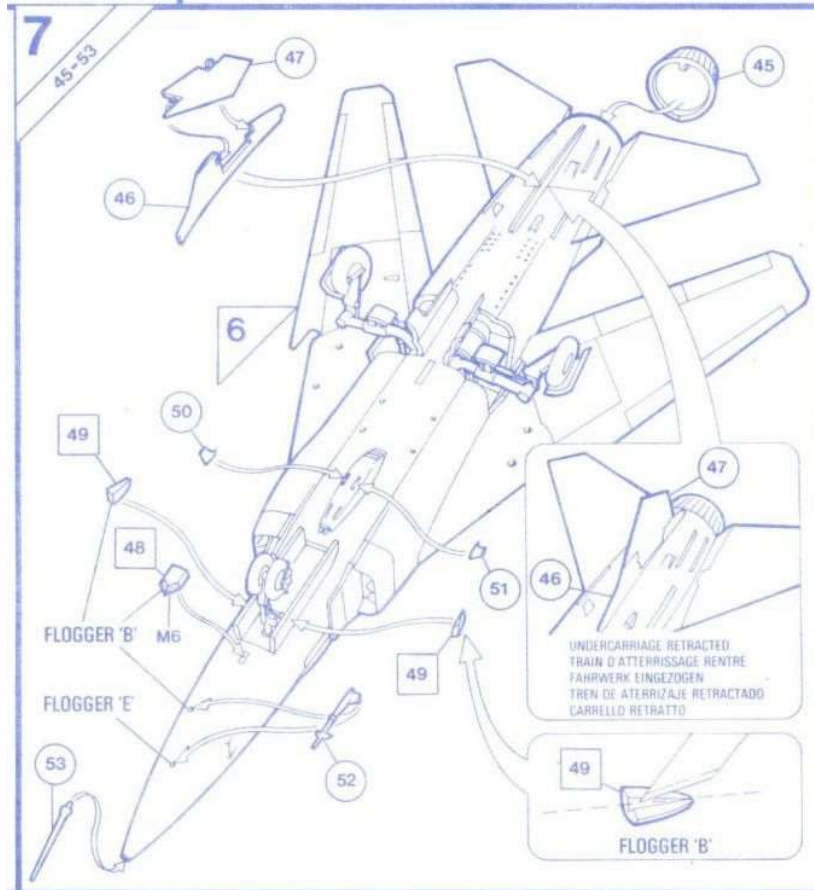 7
45-53
47
45
46
6
50
49
47
48
51
46
FLOGGER 'B'
M6
UNDERCARRIAGE RETRACTED
TRAIN D'ATTERRISSAGE RENTRE
FAHRWERK EINGEZOGEN
TREN DE ATERRIZAJE RETRACTADO
CARRELLO RETRATTO
49
FLOGGER 'E'
53
52
49
FLOGGER 'B'